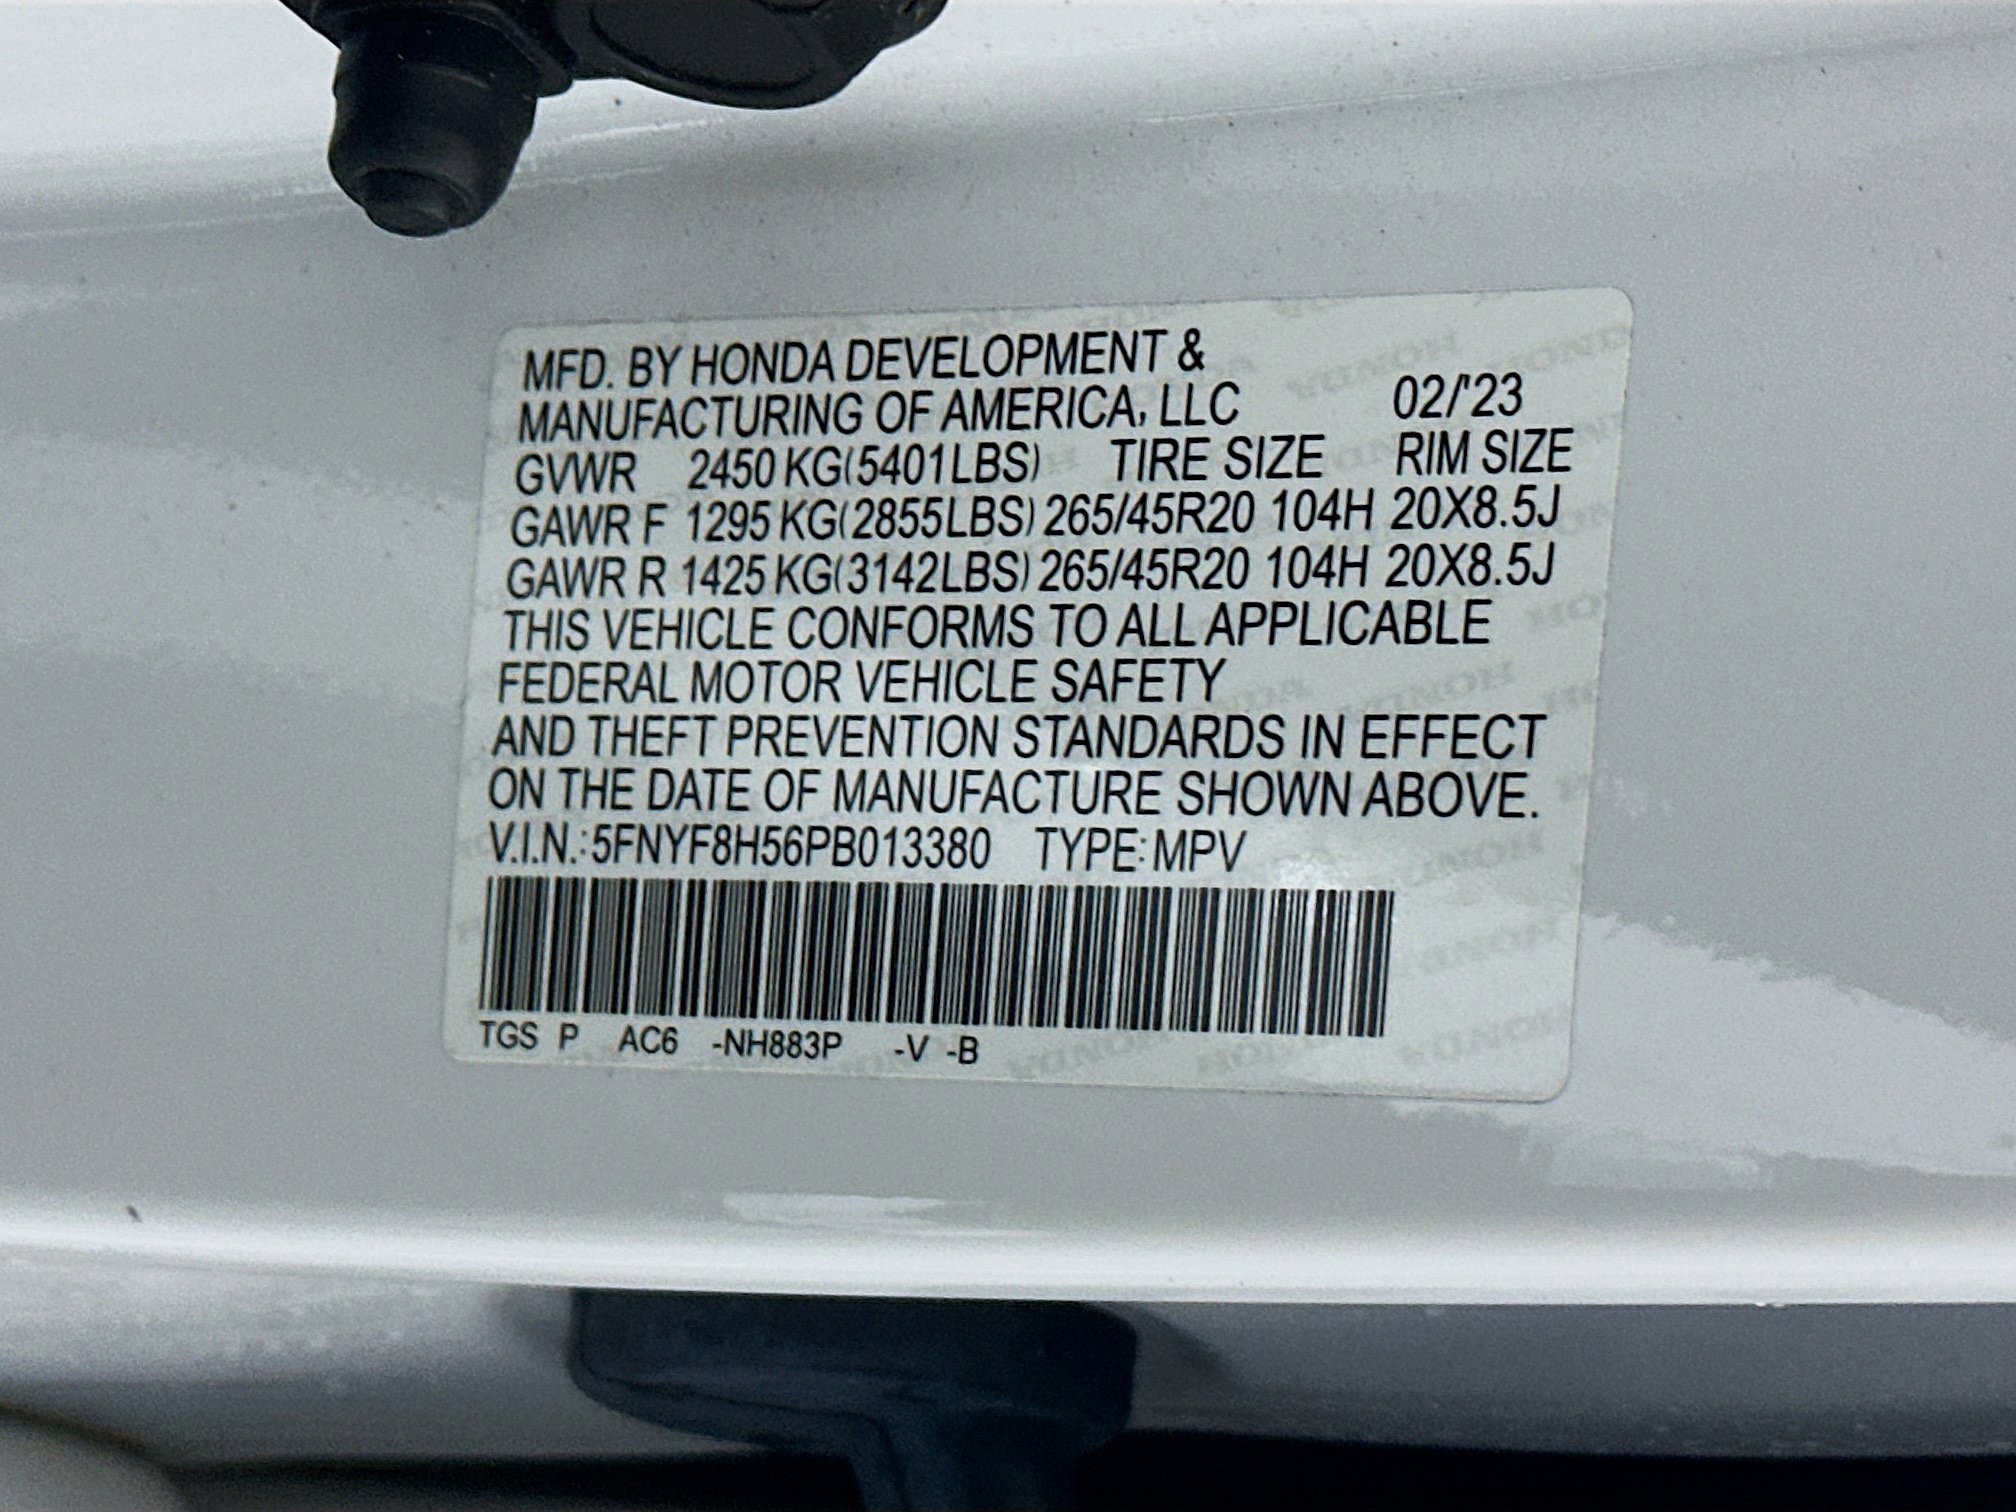 MFD. BY HONDA DEVELOPMENT &
MANUFACTURING OF AMERICA, LLC 02/'23
GVWR 2450 KG(5401LBS) TIRE SIZE RIM SIZE
GAWR F 1295 KG(2855LBS) 265/45R20 104H 20X8.5J
GAWR R 1425 KG(3142LBS) 265/45R20 104H 20X8.5J
THIS VEHICLE CONFORMS TO ALL APPLICABLE
FEDERAL MOTOR VEHICLE SAFETY
AND THEFT PREVENTION STANDARDS IN EFFECT
ON THE DATE OF MANUFACTURE SHOWN ABOVE.
V.I.N.: 5FNYF8H56PB013380 TYPE: MPV
TGS P AC6 -NH883P -V -B